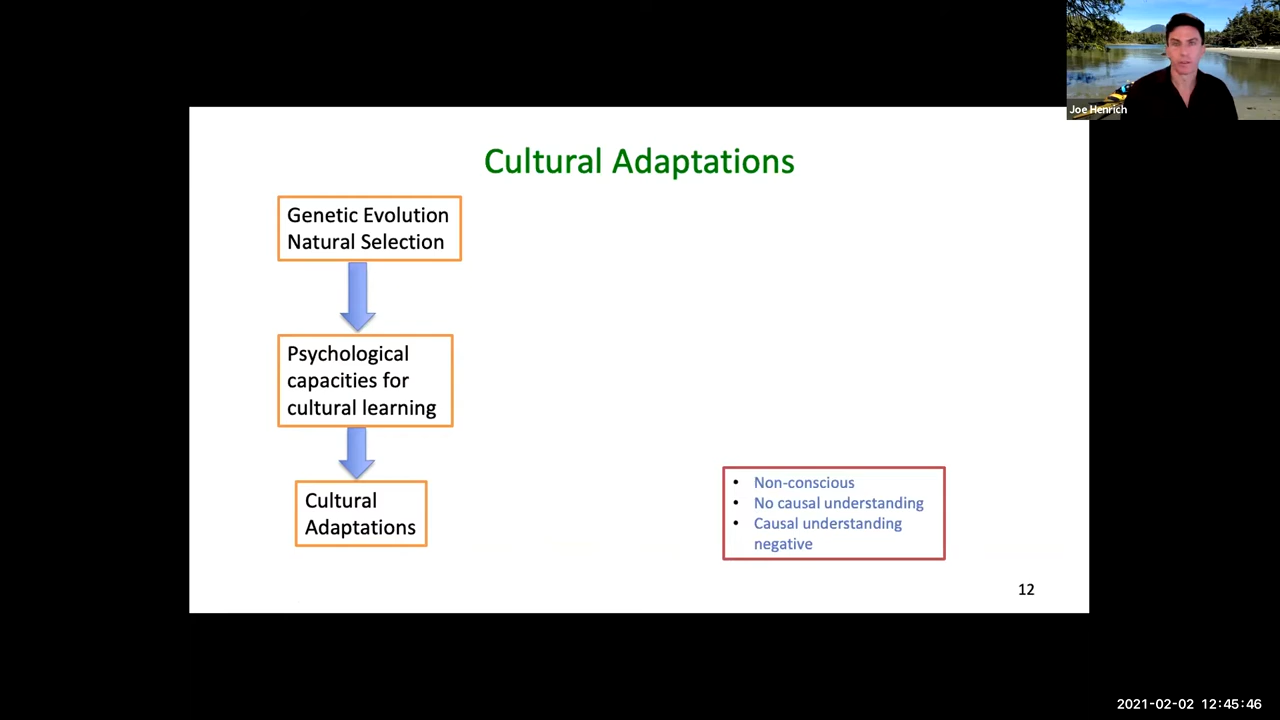 Joe Henrich
Cultural Adaptations
Genetic Evolution
Natural Selection
Psychological
capacities for
cultural learning
Cultural
Adaptations
• Non-conscious
• No causal understanding
• Causal understanding
negative
12
2021-02-02 12:45:46